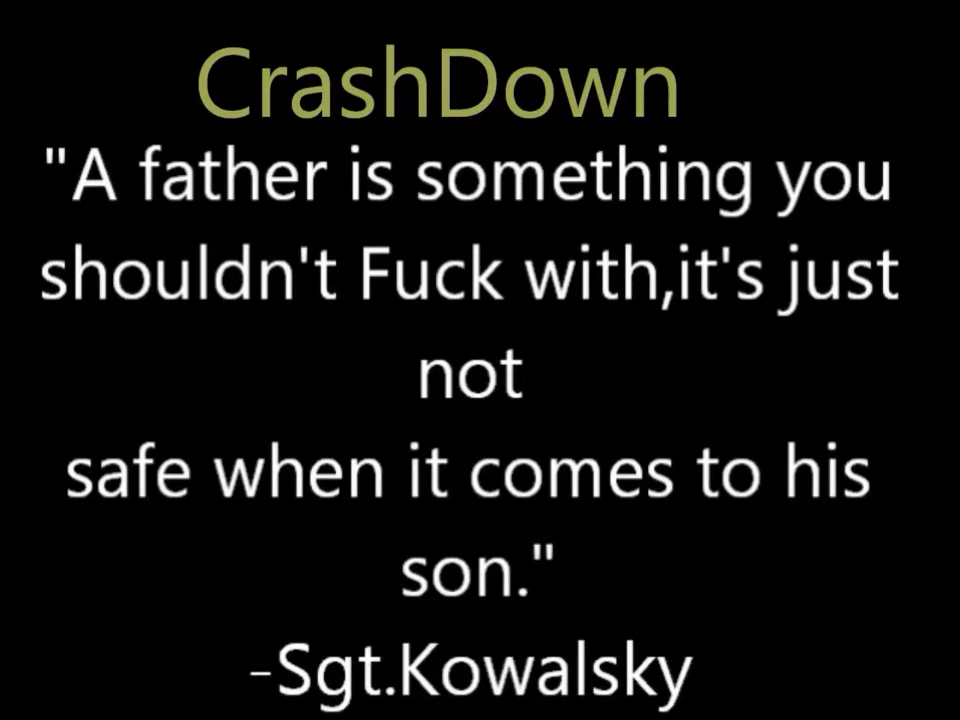 CrashDown
"A father is something you
shouldn't Fuck with,it's just
not
safe when it comes to his
son."
-Sgt.Kowalsky